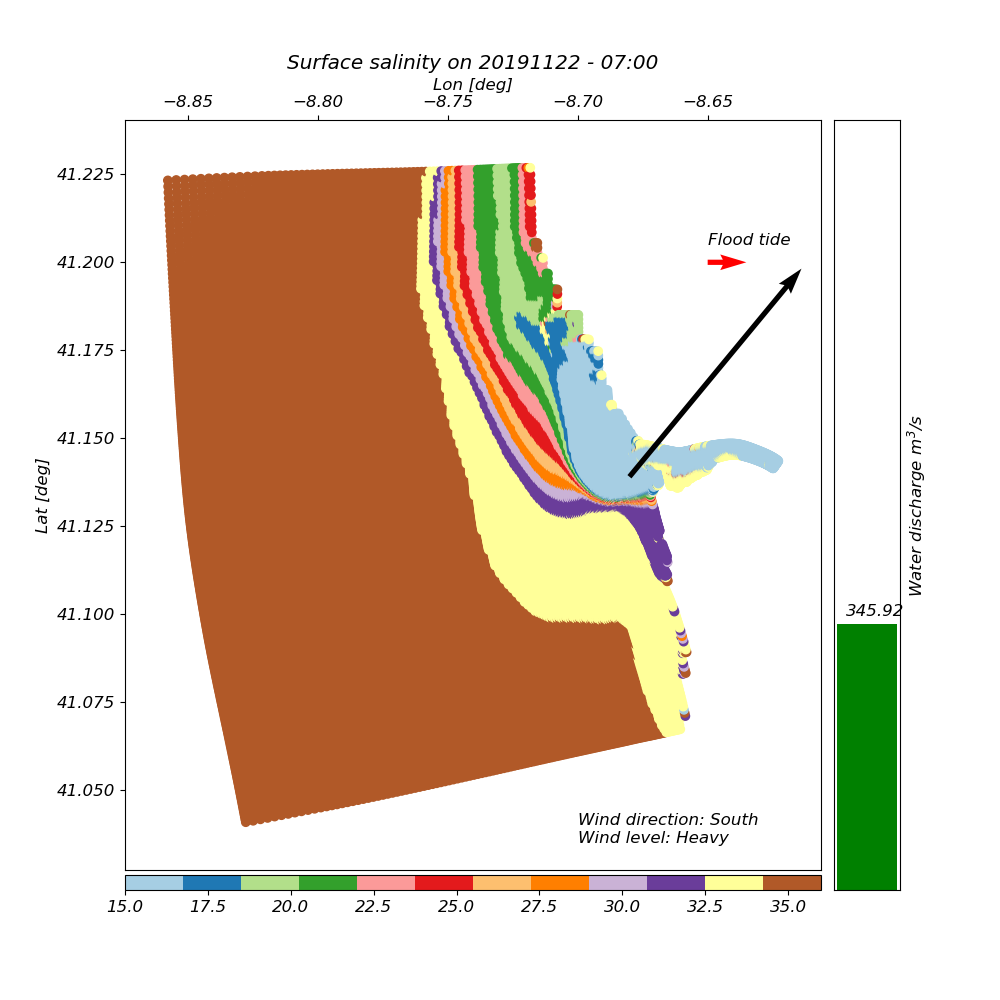 Surface salinity on 20191122 - 07:00
Lon [deg]
−8.85 −8.80 −8.75 −8.70 −8.65
41.225
41.200
41.175
41.150
41.125
41.100
41.075
41.050
Lat [deg]
Flood tide
Wind direction: South
Wind level: Heavy
345.92
Water discharge m³/s
15.0 17.5 20.0 22.5 25.0 27.5 30.0 32.5 35.0